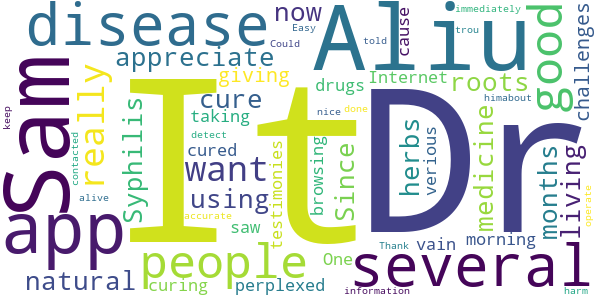 It
Dr
Sam
Aliu
app
several
people
disease
good
want
really
natural
now
appreciate
cure
using
roots
living
months
medicine
herbs
Since
Syphilis
challenges
giving
drugs
Internet
cause
taking
cured
testimonies
browsing
verious
perplexed
curing
saw
One
vain
morning
Easy
Could
told
immediately
trou
himabout
nice
done
detect
accurate
alive
contacted
keep
Thank
information
operate
harm